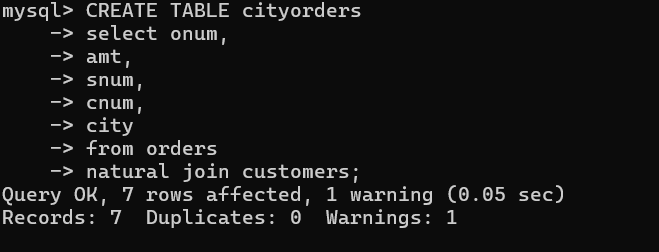 mysql> CREATE TABLE cityorders
    -> select onum,
    -> amt,
    -> snum,
    -> cnum,
    -> city
    -> from orders
    -> natural join customers;
Query OK, 7 rows affected, 1 warning (0.05 sec)
Records: 7  Duplicates: 0  Warnings: 1